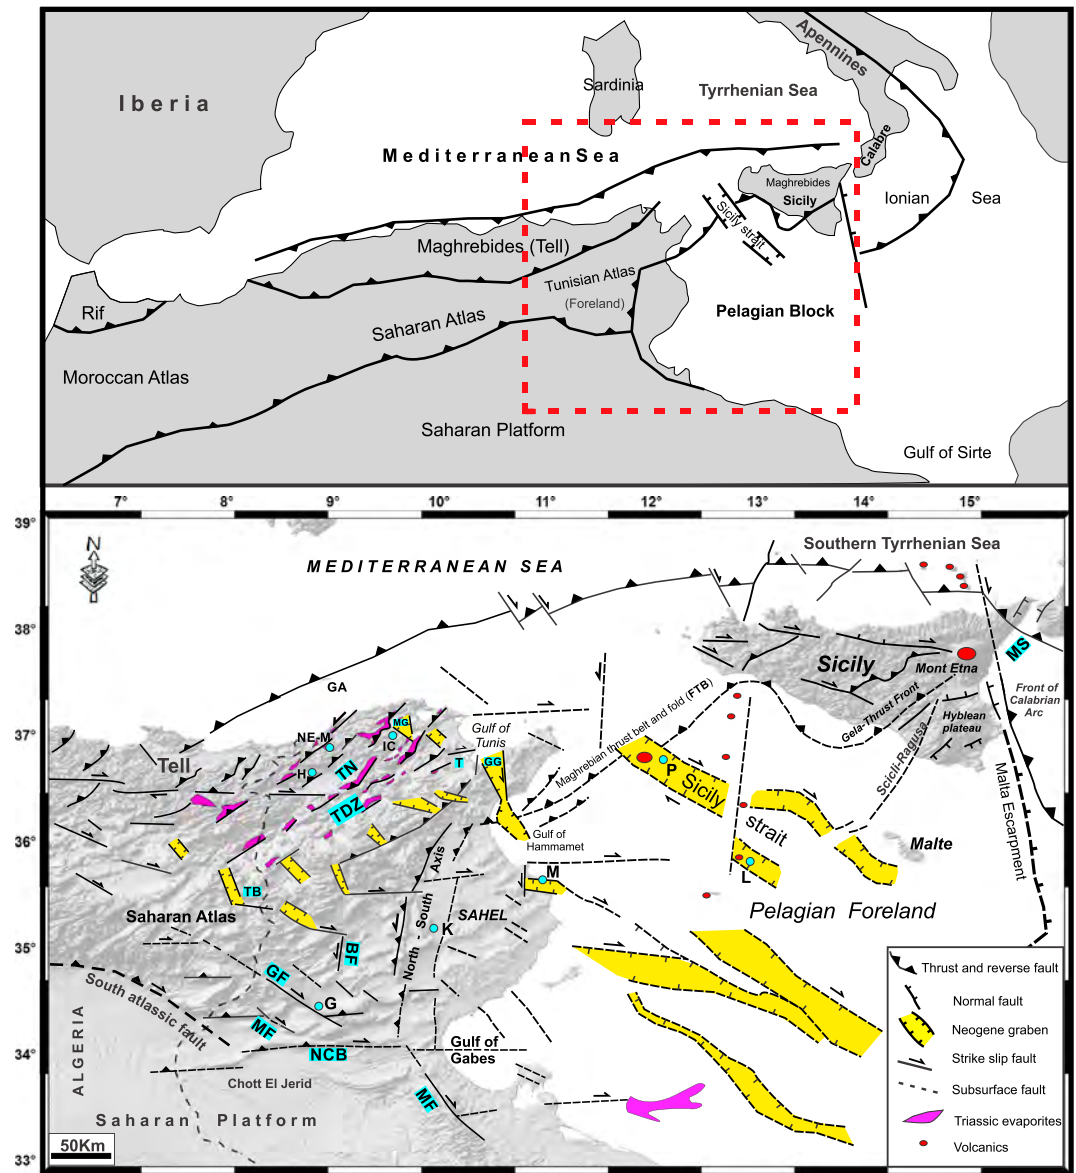 Apennines
Iberia
Sardinia
Tyrrhenian Sea
Calabre
Mediterranean Sea
Maghrebides
Sicily
Ionian Sea
Sicily strait
Maghrebides (Tell)
Tunisian Atlas
(Foreland)
Rif
Pelagian Block
Saharan Atlas
Moroccan Atlas
Saharan Platform
Gulf of Sirte
7° 8° 9° 10° 11° 12° 13° 14° 15°
39°
38°
37°
36°
35°
34°
33°
N
MEDITERRANEAN SEA
Southern Tyrrhenian Sea
MS
Sicily
Mont Etna
GA
Front of
Calabrian
Arc
Maghrebian thrust belt and fold (FTB)
Gela-Thrust Front
Hyblean
plateau
MG
Gulf of
Tunis
NE-M
IC
Tell
H
TN
T
GG
P
Sicily
strait
Scicli-Ragusa
Malta Escarpment
TDZ
Gulf of
Hammamet
Malte
L
M
Axis
South
North
TB
Saharan Atlas
SAHEL
K
Pelagian Foreland
BF
GF
G
South atlassic fault
MF
NCB
Gulf of
Gabes
ALGERIA
Chott El Jerid
MF
Saharan Platform
50Km
Thrust and reverse fault
Normal fault
Neogene graben
Strike slip fault
Subsurface fault
Triassic evaporites
Volcanics